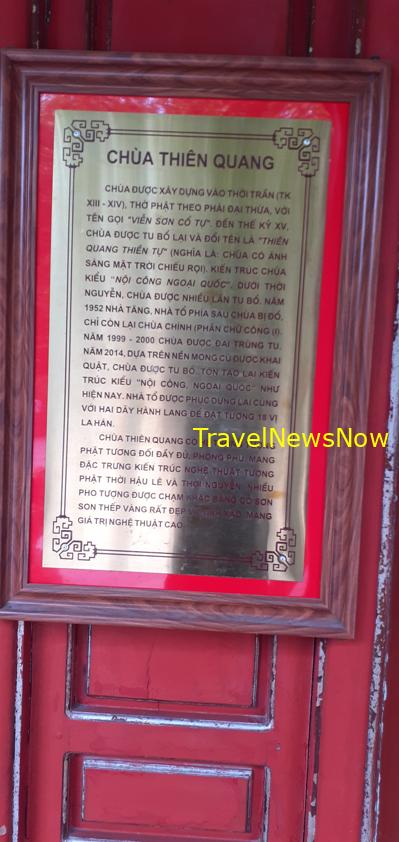 CHÙA THIÊN QUANG
CHÙA ĐƯỢC XÂY DỰNG VÀO THỜI TRẦN (TK
XIII - XIV), THỜ PHẬT THEO PHÁI ĐẠI THỪA, VỚI
TÊN GỌI "VIỄN SƠN CỔ TỰ". ĐẾN THẾ KỶ XV,
CHÙA ĐƯỢC TU BỔ LẠI VÀ ĐỔI TÊN LÀ "THIÊN
QUANG THIỀN TỰ" (NGHĨA LÀ: CHÙA CÓ ÁNH
SÁNG MẶT TRỜI CHIẾU RỌI). KIẾN TRÚC CHÙA
KIỂU "NỘI CÔNG NGOẠI QUỐC". DƯỚI THỜI
NGUYỄN, CHÙA ĐƯỢC NHIỀU LẦN TU BỔ. NĂM
1952 NHÀ TĂNG, NHÀ TỔ PHÍA SAU CHÙA BỊ ĐỔ,
CHỈ CÒN LẠI CHÙA CHÍNH (PHẦN CHỮ CÔNG (I).
NĂM 1999 - 2000 CHÙA ĐƯỢC ĐẠI TRÙNG TU.
NĂM 2014, DỰA TRÊN NỀN MÓNG CŨ ĐƯỢC KHAI
QUẬT, CHÙA ĐƯỢC TU BỔ, TÔN TẠO LẠI KIẾN
TRÚC KIỂU "NỘI CÔNG, NGOẠI QUỐC" NHƯ
HIỆN NAY. NHÀ TỔ ĐƯỢC PHỤC DỰNG LẠI CÙNG
VỚI HAI DÃY HÀNH LANG ĐỂ ĐẶT TƯỢNG 18 VỊ
LA HÁN.
CHÙA THIÊN QUANG CÓ
TravelNewsNow
PHẬT TƯƠNG ĐỐI ĐẦY ĐỦ, PHONG PHÚ, MANG
ĐẶC TRƯNG KIẾN TRÚC NGHỆ THUẬT TƯỢNG
PHẬT THỜI HẬU LÊ VÀ THỜI NGUYỄN. NHIỀU
PHO TƯỢNG ĐƯỢC CHẠM KHẮC BẰNG GỖ SƠN
SON THẾP VÀNG RẤT ĐẸP VÀ TINH XẢO, MANG
GIÁ TRỊ NGHỆ THUẬT CAO.